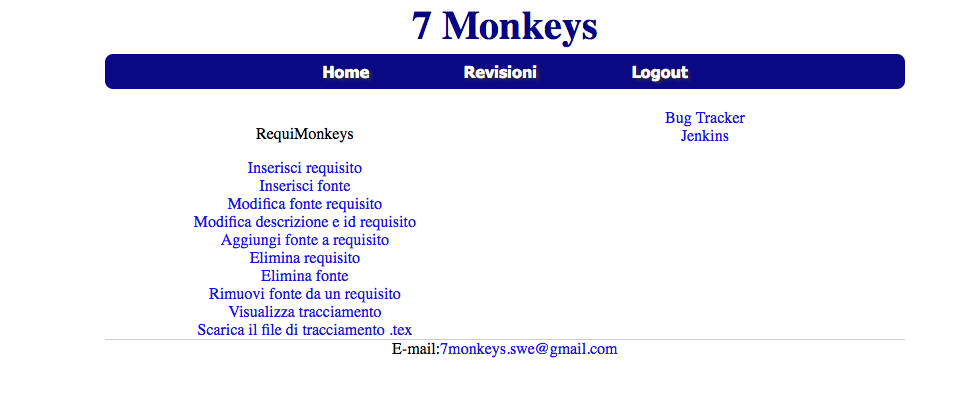 7 Monkeys
Home Revisioni Logout
RequiMonkeys
Inserisci requisito
Inserisci fonte
Modifica fonte requisito
Modifica descrizione e id requisito
Aggiungi fonte a requisito
Elimina requisito
Elimina fonte
Rimuovi fonte da un requisito
Visualizza tracciamento
Scarica il file di tracciamento .tex
Bug Tracker
Jenkins
E-mail:7monkeys.swe@gmail.com